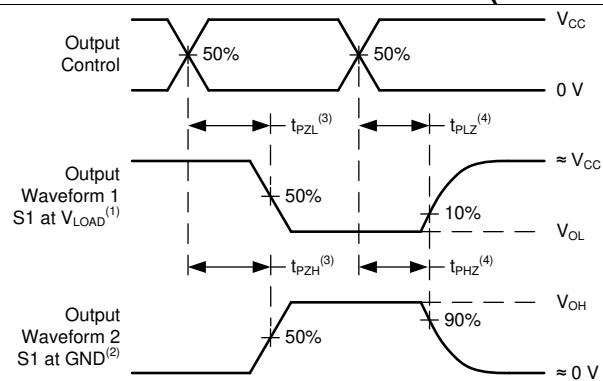 V_CC
Output
Control
50%
50%
0 V
t_PZL^(3)
t_PLZ^(4)
≈ V_CC
Output
Waveform 1
S1 at V_LOAD^(1)
50%
10%
V_OL
t_PZH^(3)
t_PHZ^(4)
V_OH
Output
Waveform 2
S1 at GND^(2)
50%
90%
≈ 0 V